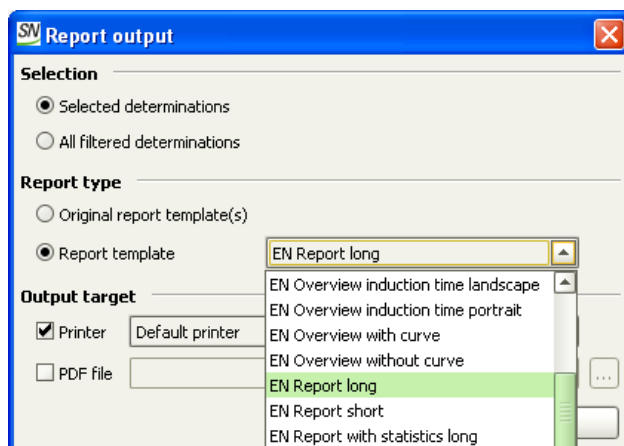 SN Report output
Selection
Selected determinations
All filtered determinations
Report type
Original report template(s)
Report template EN Report long
EN Overview induction time landscape
EN Overview induction time portrait
Output target
Printer Default printer
EN Overview with curve
EN Overview without curve
PDF file ...
EN Report long
EN Report short
EN Report with statistics long